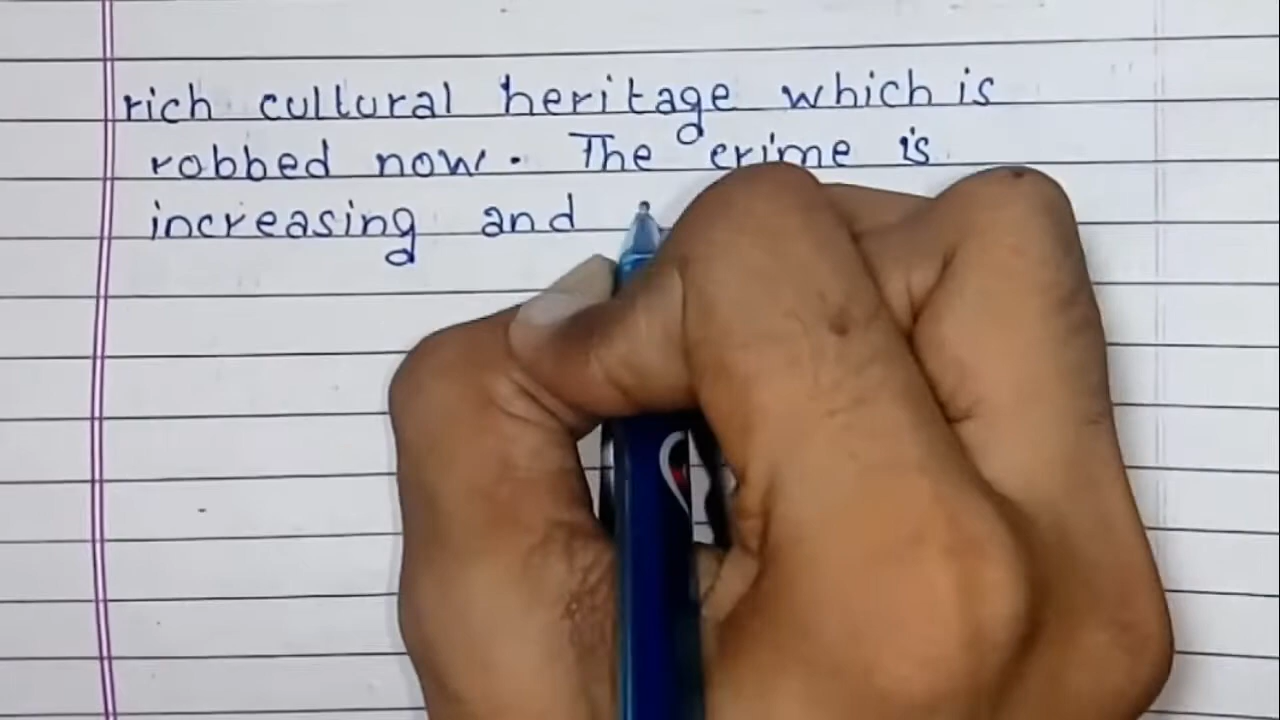 rich cultural heritage which is
robbed now. The crime is
increasing and